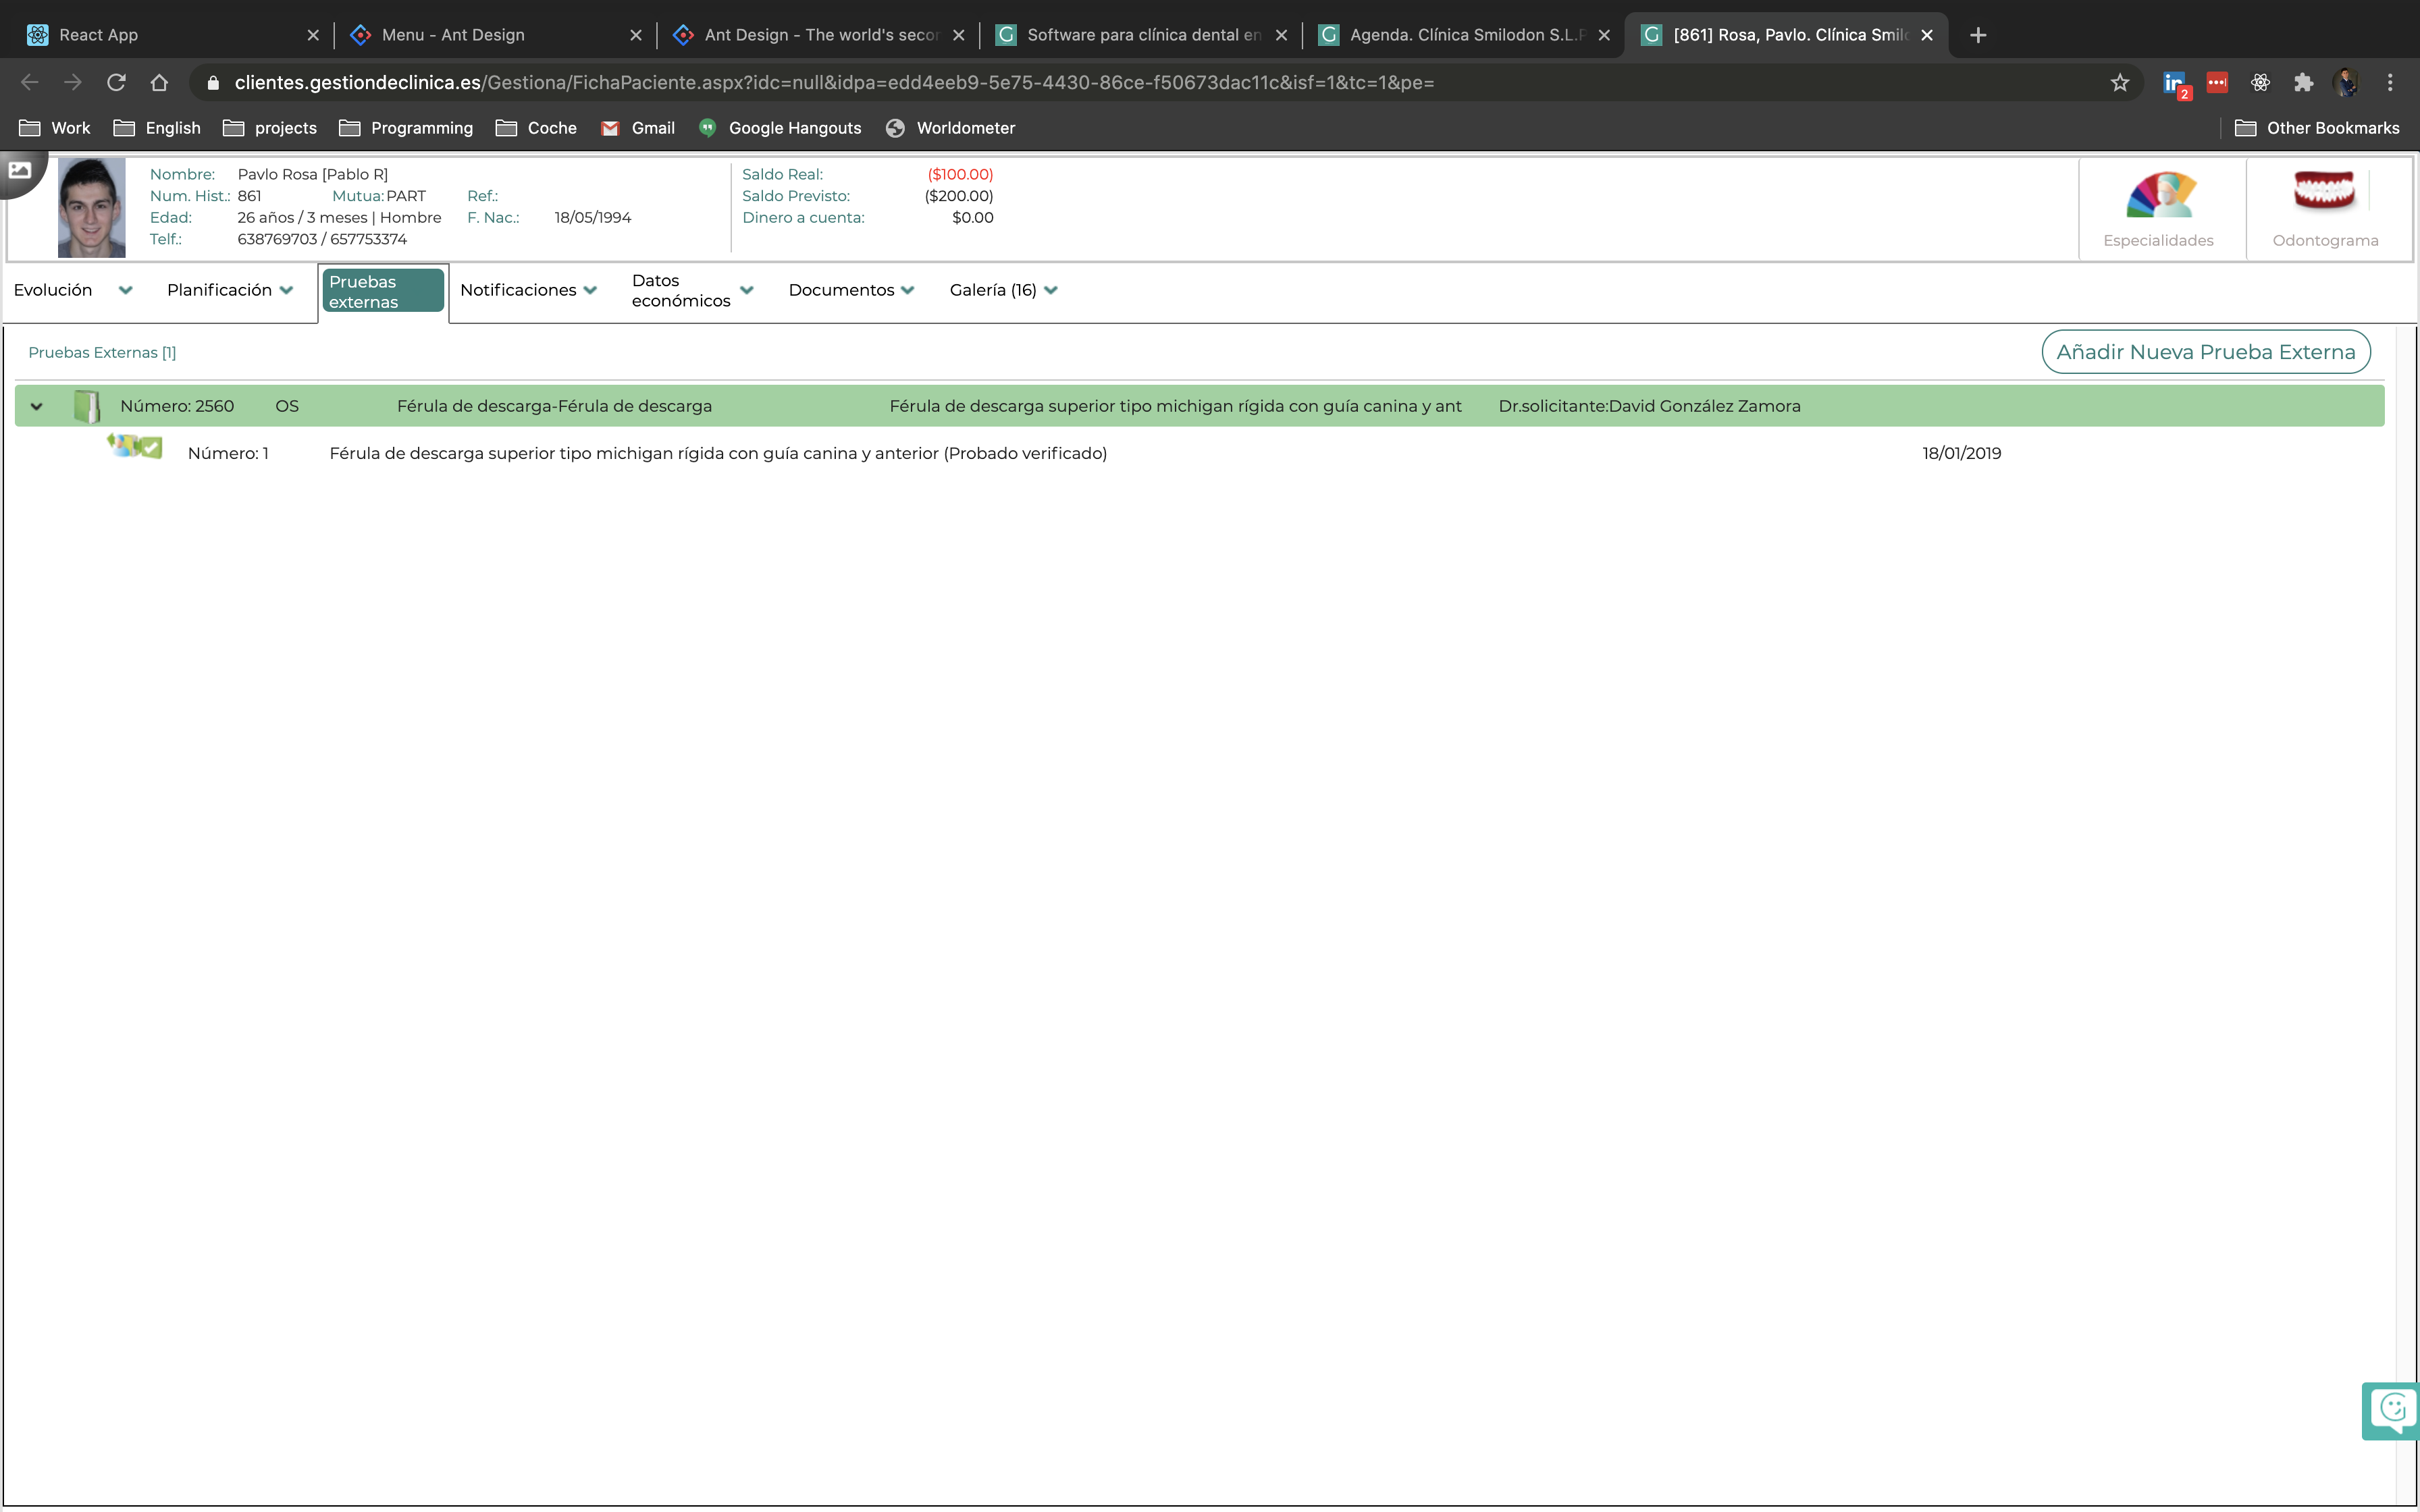 React App
Menu - Ant Design
Ant Design - The world's secon
Software para clínica dental en
Agenda. Clínica Smilodon S.L.P
[861] Rosa, Pavlo. Clínica Smilo
clientes.gestiondeclinica.es/Gestiona/FichaPaciente.aspx?idc=null&idpa=edd4eeb9-5e75-4430-86ce-f50673dac11c&isf=1&tc=1&pe=
2
Work
English
projects
Programming
Coche
Gmail
Google Hangouts
Worldometer
Other Bookmarks
Nombre: Pavlo Rosa [Pablo R]
Num. Hist.: 861 Mutua: PART Ref.:
Edad: 26 años / 3 meses | Hombre F. Nac.: 18/05/1994
Telf.: 638769703 / 657753374
Saldo Real: ($100.00)
Saldo Previsto: ($200.00)
Dinero a cuenta: $0.00
Especialidades
Odontograma
Evolución
Planificación
Pruebas
externas
Notificaciones
Datos
económicos
Documentos
Galería (16)
Pruebas Externas [1]
Añadir Nueva Prueba Externa
Número: 2560 OS Férula de descarga-Férula de descarga Férula de descarga superior tipo michigan rígida con guía canina y ant Dr.solicitante:David González Zamora
Número: 1 Férula de descarga superior tipo michigan rígida con guía canina y anterior (Probado verificado) 18/01/2019